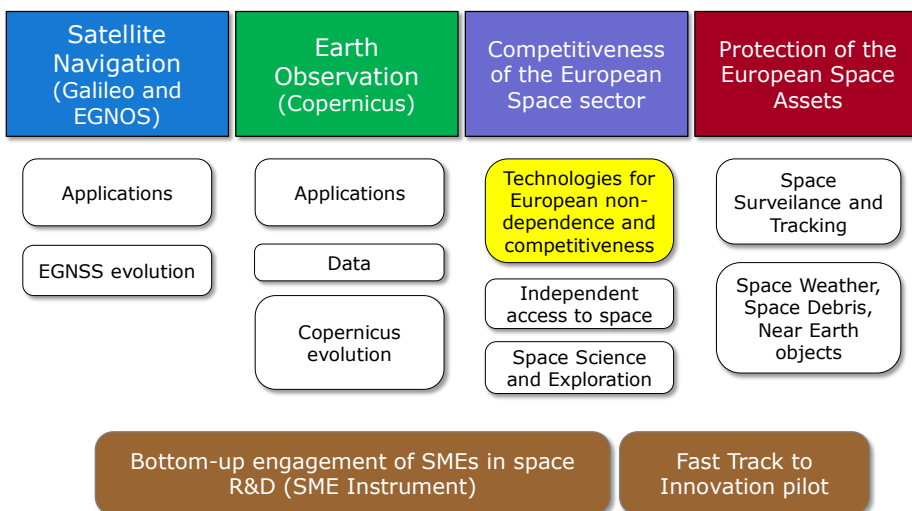 Satellite
Navigation
(Galileo and
EGNOS)
Earth
Observation
(Copernicus)
Competitiveness
of the European
Space sector
Protection of the
European Space
Assets
Applications
EGNSS evolution
Applications
Data
Copernicus
evolution
Technologies for
European non-
dependence and
competitiveness
Independent
access to space
Space Science
and Exploration
Space
Surveilance and
Tracking
Space Weather,
Space Debris,
Near Earth
objects
Bottom-up engagement of SMEs in space
R&D (SME Instrument)
Fast Track to
Innovation pilot